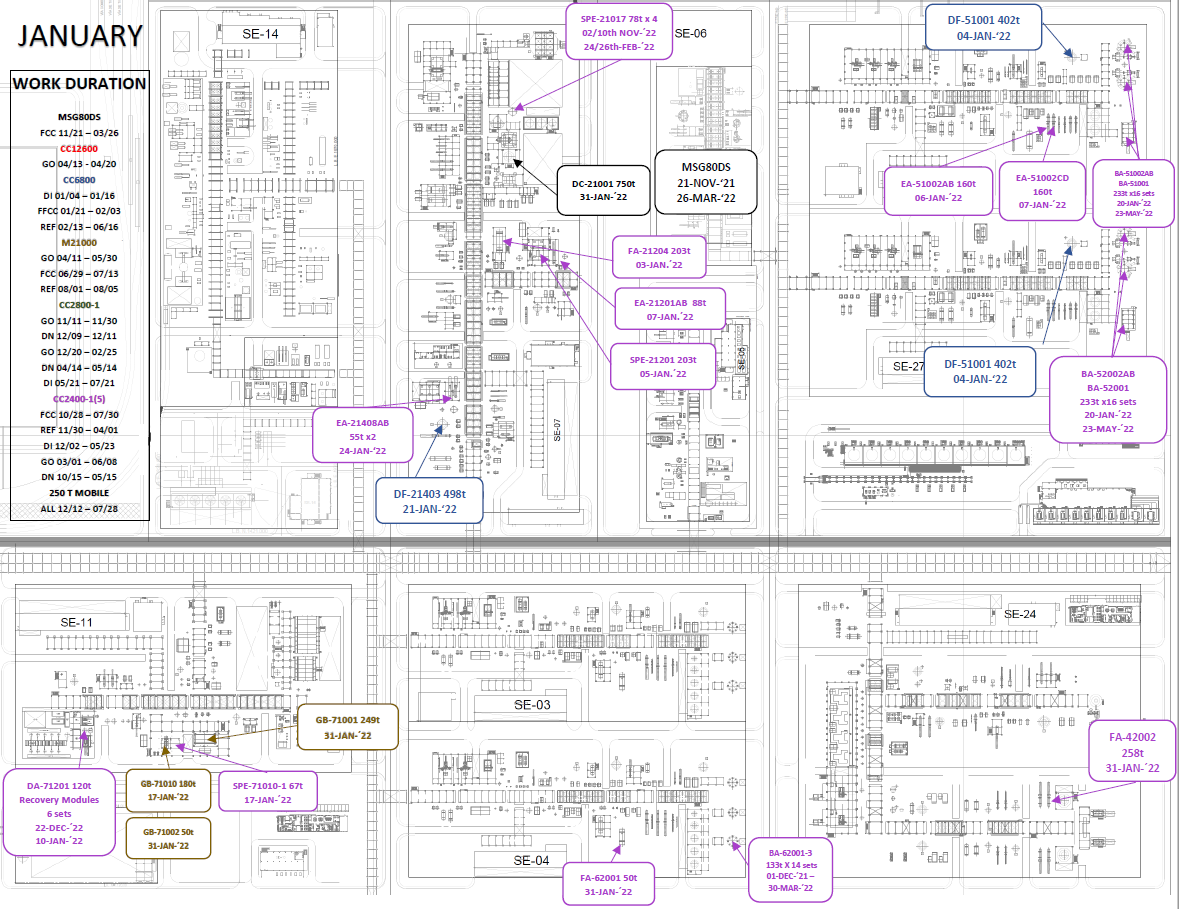 JANUARY
WORK DURATION
MSG80DS
FCC 11/21 – 03/26
CC12600
GO 04/13 - 04/20
CC6800
DI 01/04 – 01/16
FFCC 01/21 – 02/03
REF 02/13 – 06/16
M21000
GO 04/11 – 05/30
FCC 06/29 – 07/13
REF 08/01 – 08/05
CC2800-1
GO 11/11 – 11/30
DN 12/09 – 12/11
GO 12/20 – 02/25
DN 04/14 – 05/14
DI 05/21 – 07/21
CC2400-1(5)
FCC 10/28 – 07/30
REF 11/30 – 04/01
DI 12/02 – 05/23
GO 03/01 – 06/08
DN 10/15 – 05/15
250 T MOBILE
ALL 12/12 – 07/28
SE-14
SPE-21017 78t x 4
02/10th NOV-´22
24/26th-FEB-´22
SE-06
DF-51001 402t
04-JAN-‘22
DC-21001 750t
31-JAN-´22
MSG80DS
21-NOV-‘21
26-MAR-‘22
EA-51002AB 160t
06-JAN-´22
EA-51002CD
160t
07-JAN-´22
BA-51002AB
BA-51001
233t x16 sets
20-JAN-´22
23-MAY-´22
FA-21204 203t
03-JAN.´22
EA-21201AB 88t
07-JAN.´22
SPE-21201 203t
05-JAN.´22
SE-06
SE-27
DF-51001 402t
04-JAN-‘22
BA-52002AB
BA-52001
233t x16 sets
20-JAN-´22
23-MAY-´22
EA-21408AB
55t x2
24-JAN-‘22
SE-07
DF-21403 498t
21-JAN-‘22
SE-11
SE-24
SE-03
GB-71001 249t
31-JAN-´22
FA-42002
258t
31-JAN-´22
DA-71201 120t
Recovery Modules
6 sets
22-DEC-´22
10-JAN-´22
GB-71010 180t
17-JAN-´22
SPE-71010-1 67t
17-JAN-´22
GB-71002 50t
31-JAN-´22
SE-04
FA-62001 50t
31-JAN-´22
BA-62001-3
133t X 14 sets
01-DEC-´21 –
30-MAR-´22